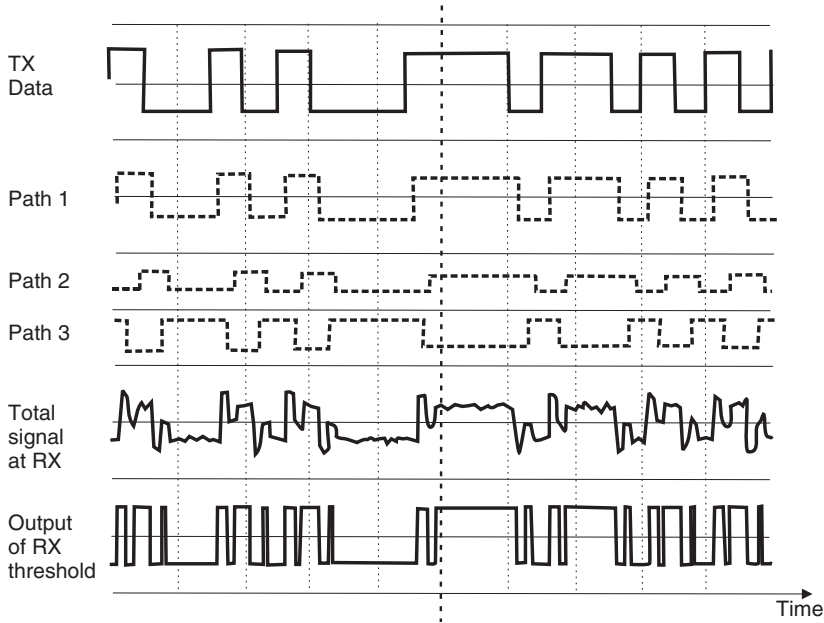 TX
Data
Path 1
Path 2
Path 3
Total
signal
at RX
Output
of RX
threshold
Time